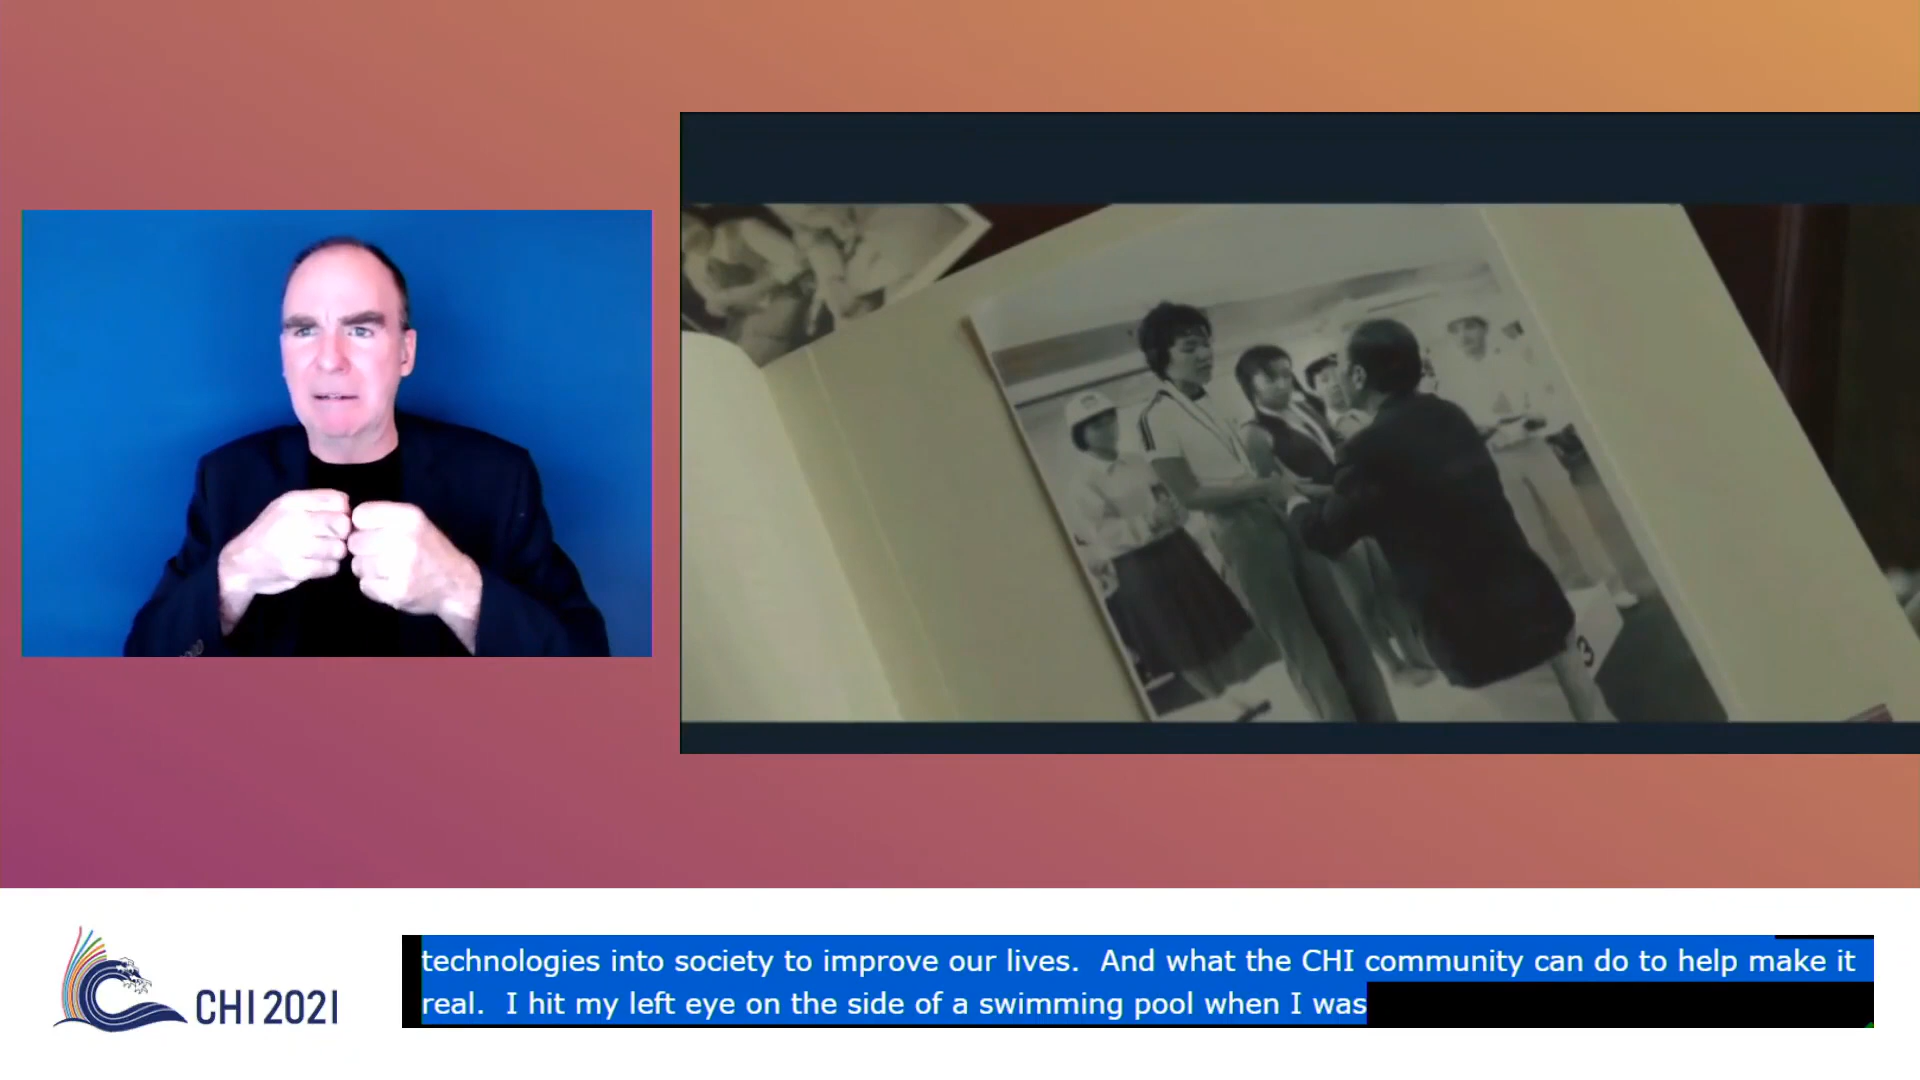 3
CHI 2021
technologies into society to improve our lives.  And what the CHI community can do to help make it
real.  I hit my left eye on the side of a swimming pool when I was